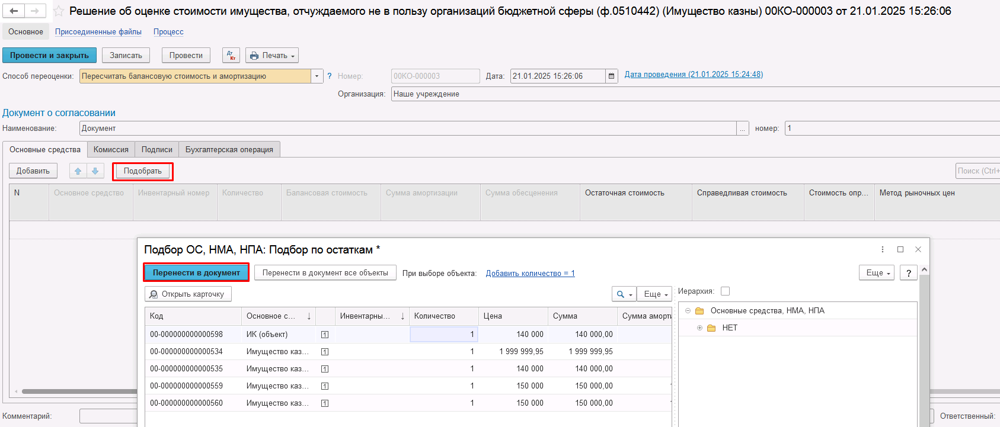 Решение об оценке стоимости имущества, отчуждаемого не в пользу организаций бюджетной сферы (ф.0510442) (Имущество казны) 00КО-000003 от 21.01.2025 15:26:06
Основное Присоединенные файлы Процесс
Провести и закрыть Записать Провести Дт Кт Печать
Способ переоценки: Пересчитать балансовую стоимость и амортизацию ? Номер: 00КО-000003 Дата: 21.01.2025 15:26:06 Дата проведения (21.01.2025 15:24:48)
Организация: Наше учреждение
Документ о согласовании
Наименование: Документ ... номер: 1
Основные средства Комиссия Подписи Бухгалтерская операция
Добавить Подобрать Поиск (Ctrl+
N Основное средство Инвентарный номер Количество Балансовая стоимость Сумма амортизации Сумма обесценения Остаточная стоимость Справедливая стоимость Стоимость опр... Метод рыночных цен
Подбор ОС, НМА, НПА: Подбор по остаткам *
Перенести в документ Перенести в документ все объекты При выборе объекта: Добавить количество = 1 Еще ?
Открыть карточку Еще Иерархия:
Код Основное с... ↓ Инвентарны... ↓ Количество Цена Сумма Сумма аморти
00-000000000000598 ИК (объект) 1 1 140 000 140 000,00
00-000000000000534 Имущество каз... 1 1 1 999 999,95 1 999 999,95
00-000000000000535 Имущество каз... 1 1 140 000 140 000,00
00-000000000000559 Имущество каз... 1 1 150 000 150 000,00
00-000000000000560 Имущество каз... 1 1 150 000 150 000,00
Основные средства, НМА, НПА
НЕТ
Комментарий: Ответственный: